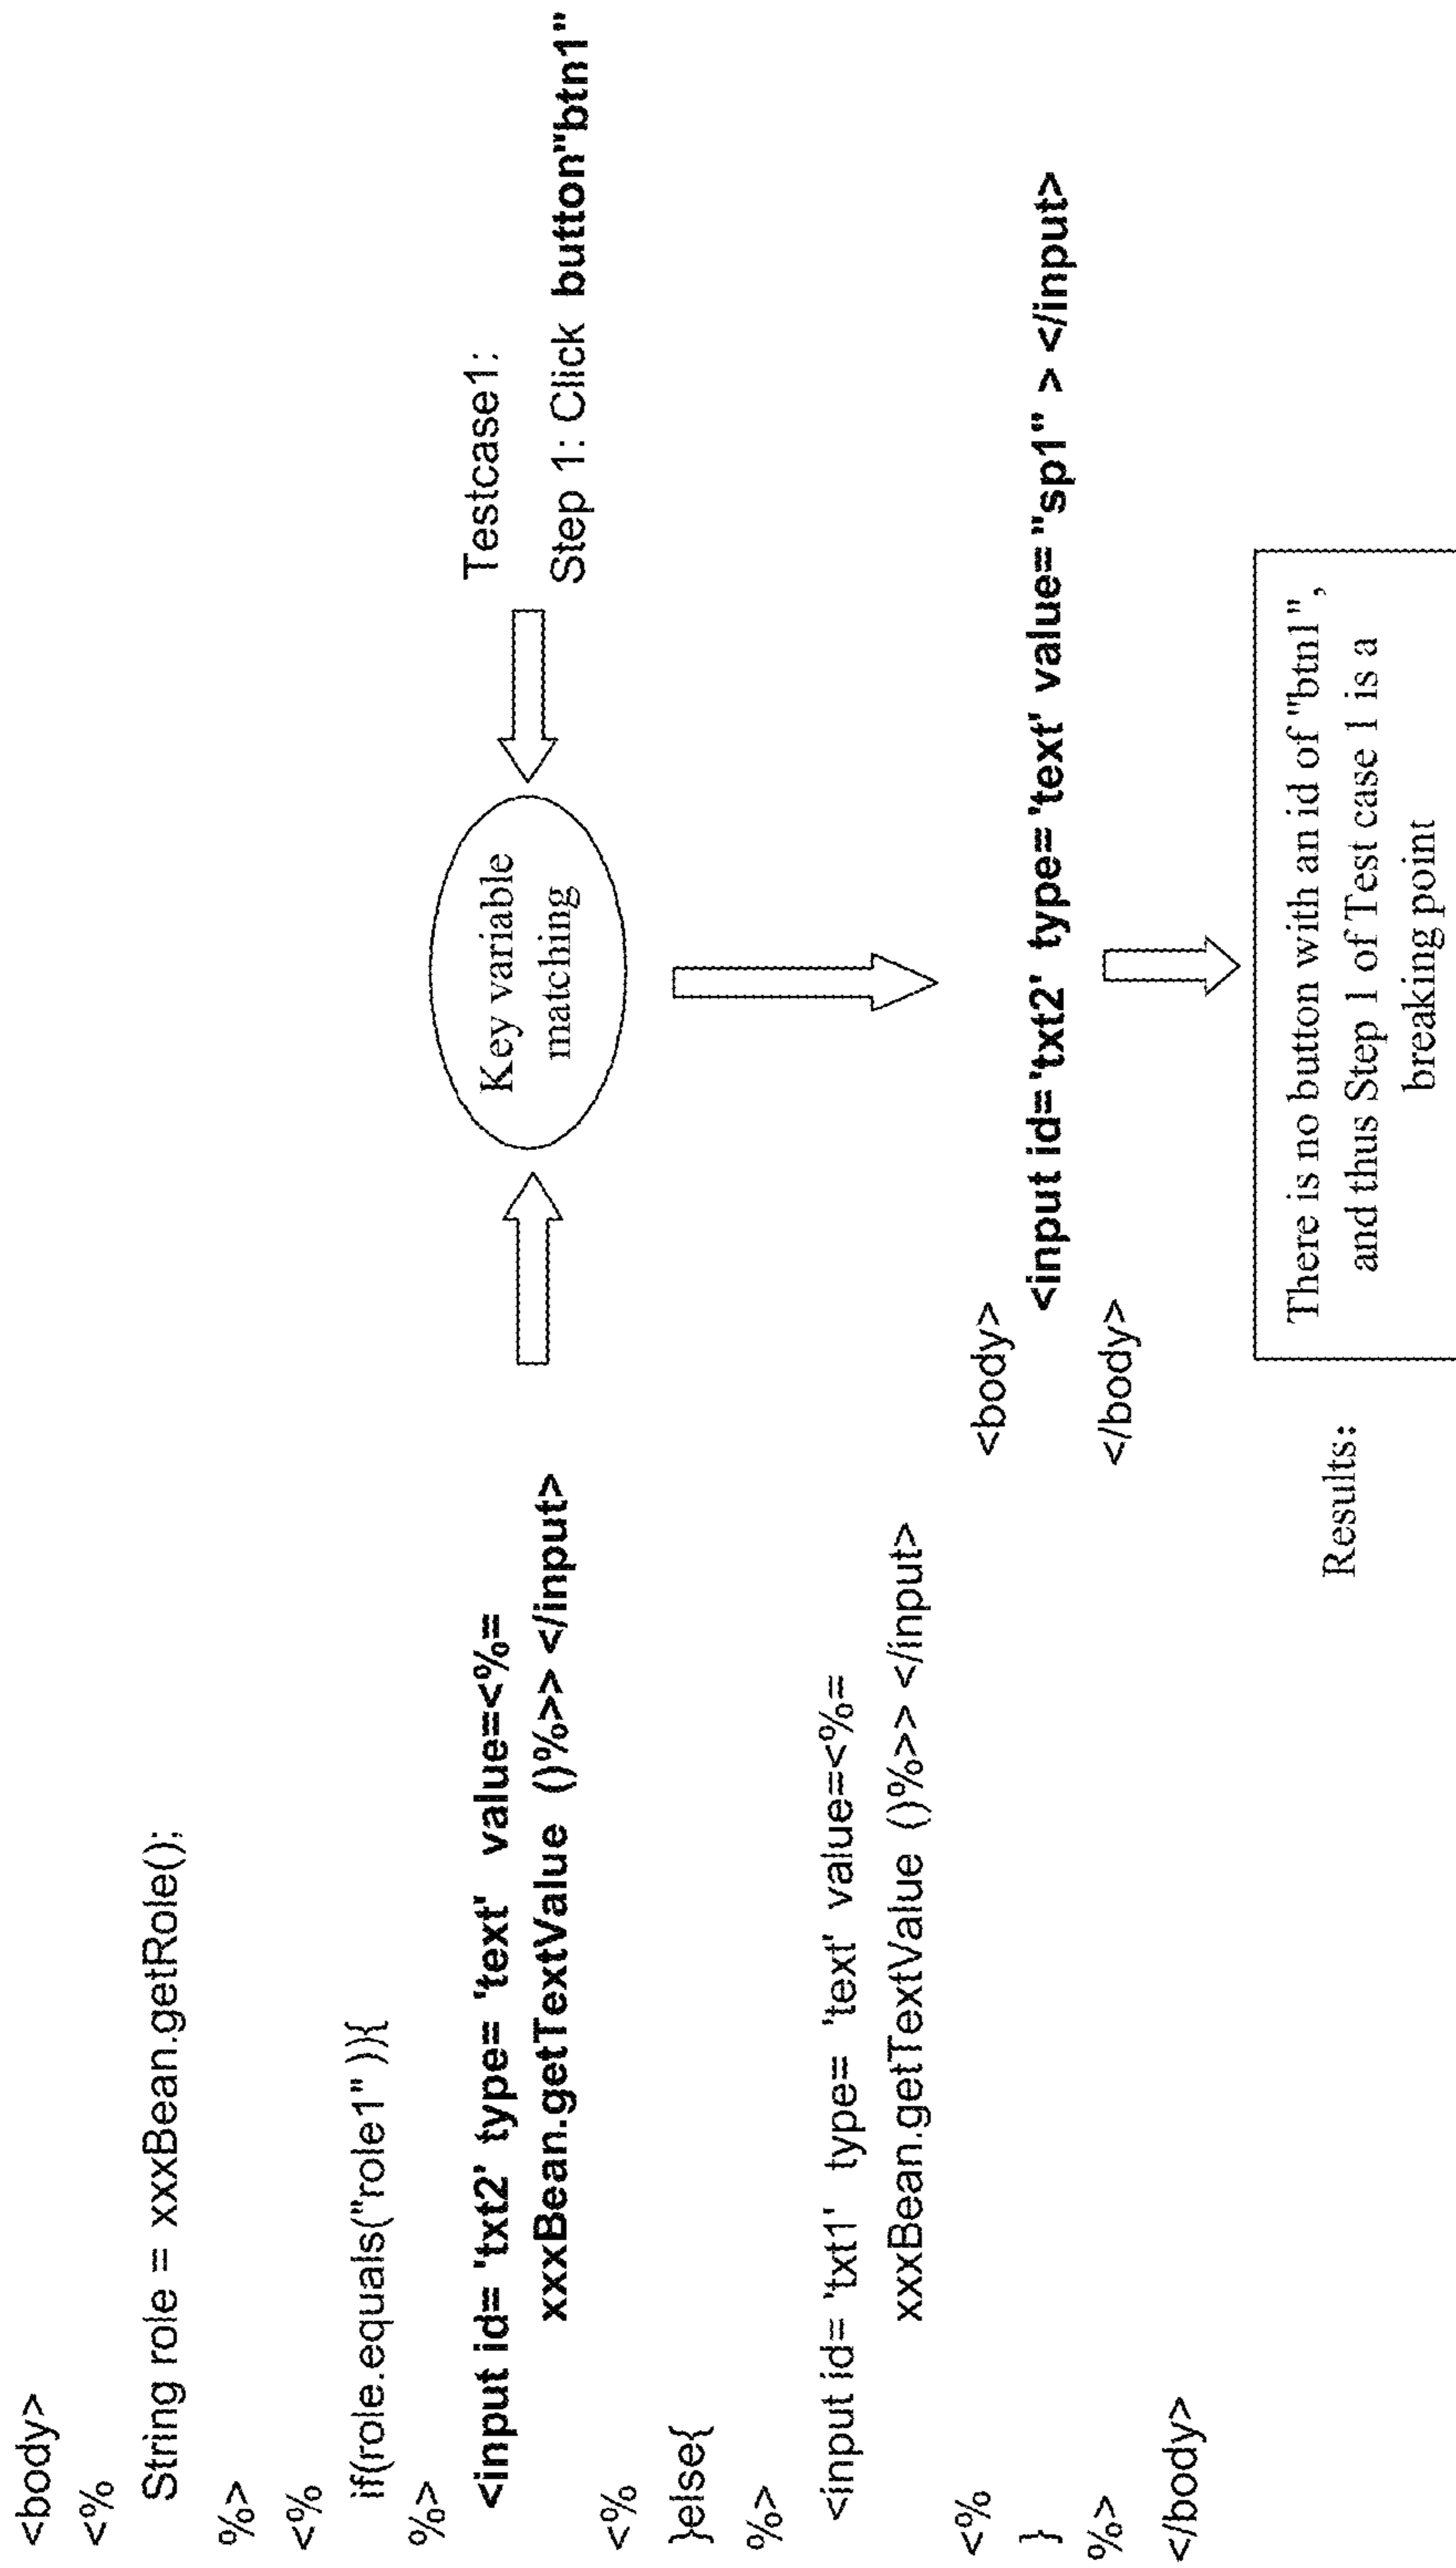 <body>
<%
String role = xxxBean.getRole();
%>
<%
if(role.equals("role1" )){
%>
<input id= 'txt2' type= 'text' value=<%=
xxxBean.getTextValue ()%>> </input>
<%
}else{
%>
<input id= 'txt1' type= 'text' value=<%=
xxxBean.getTextValue ()%>> </input>
<%
}
%>
</body>
Key variable
matching
Testcase1:
Step 1: Click button"btn1"
<body>
<input id='txt2' type='text' value="sp1" > </input>
</body>
Results:
There is no button with an id of "btn1",
and thus Step 1 of Test case 1 is a
breaking point